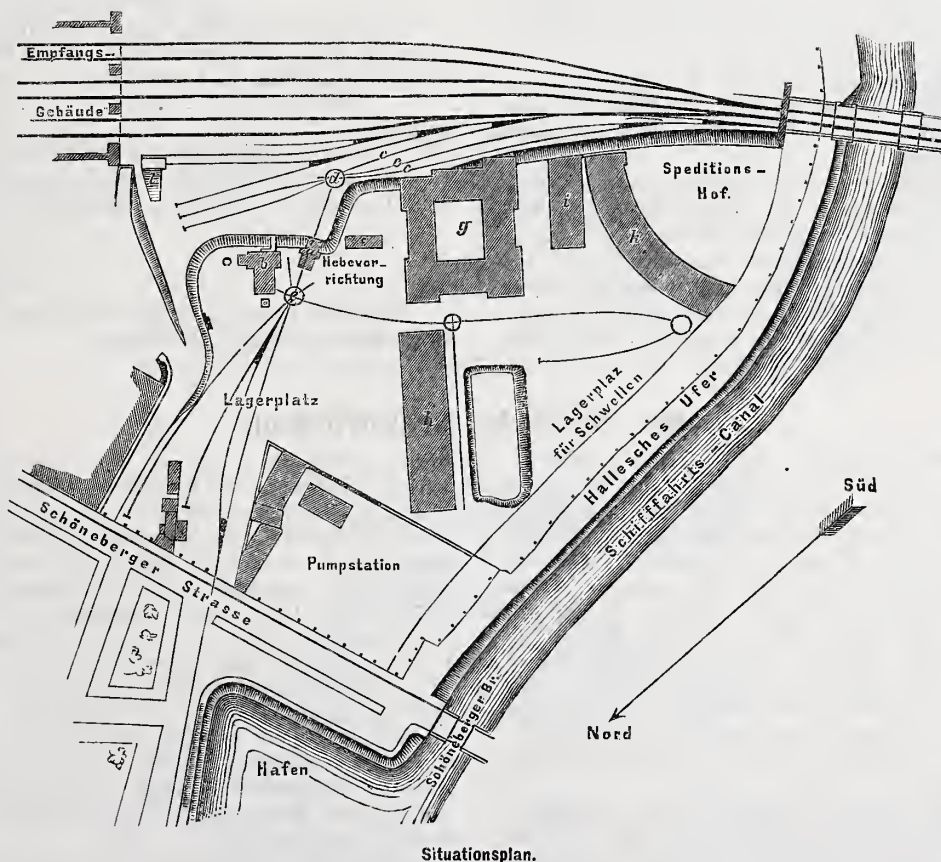 Empfangs-
Gebäude
c c c
d
Speditions-
Hof.
g
i
k
b
Hebevor-
richtung
e
Lagerplatz
h
Lagerplaz
für Schwellen
Hallesches Ufer
Schifffahrts-Canal
Süd
Nord
Schöneberger Strasse
Pumpstation
Hafen
Schöneberger Br.
Situationsplan.